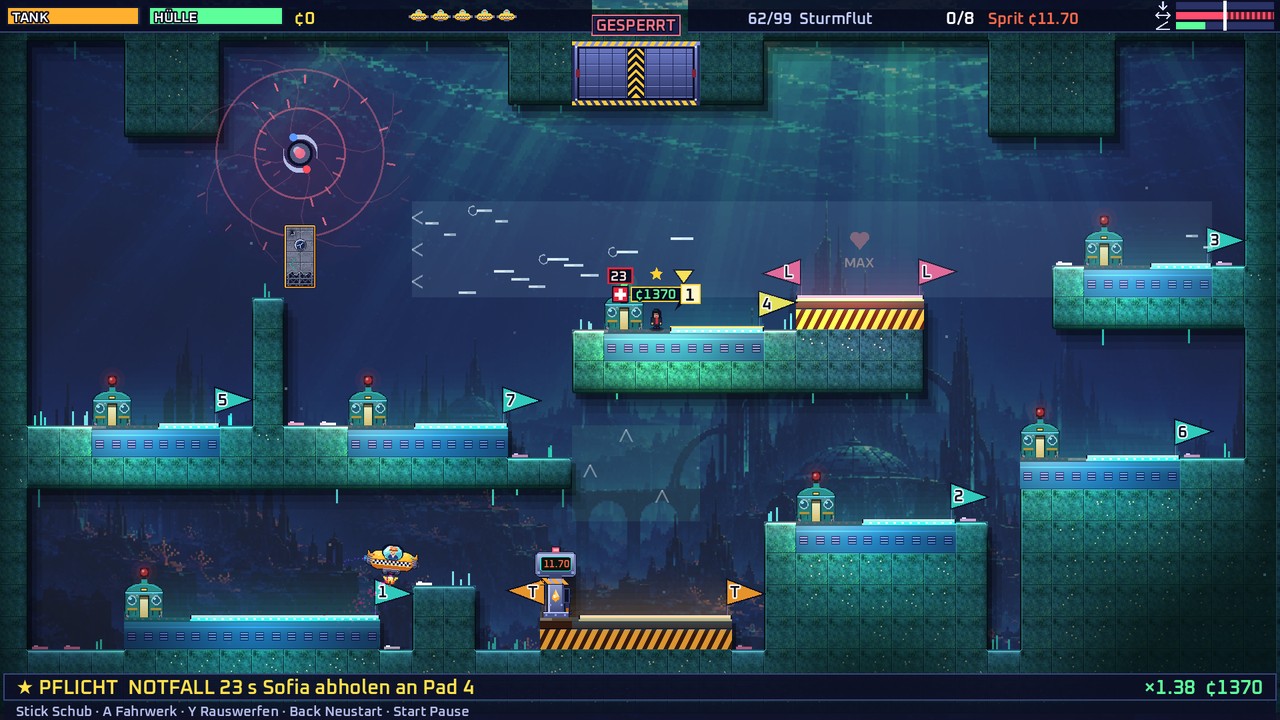 TANK HÜLLE ¢0 62/99 Sturmflut 0/8 Sprit ¢11.70
GESPERRT
3
23
L MAX L
¢1370 1
4
5
7
6
2
11.70
1 T T
★ PFLICHT NOTFALL 23 s Sofia abholen an Pad 4 ×1.38 ¢1370
Stick Schub · A Fahrwerk · Y Rauswerfen · Back Neustart · Start Pause